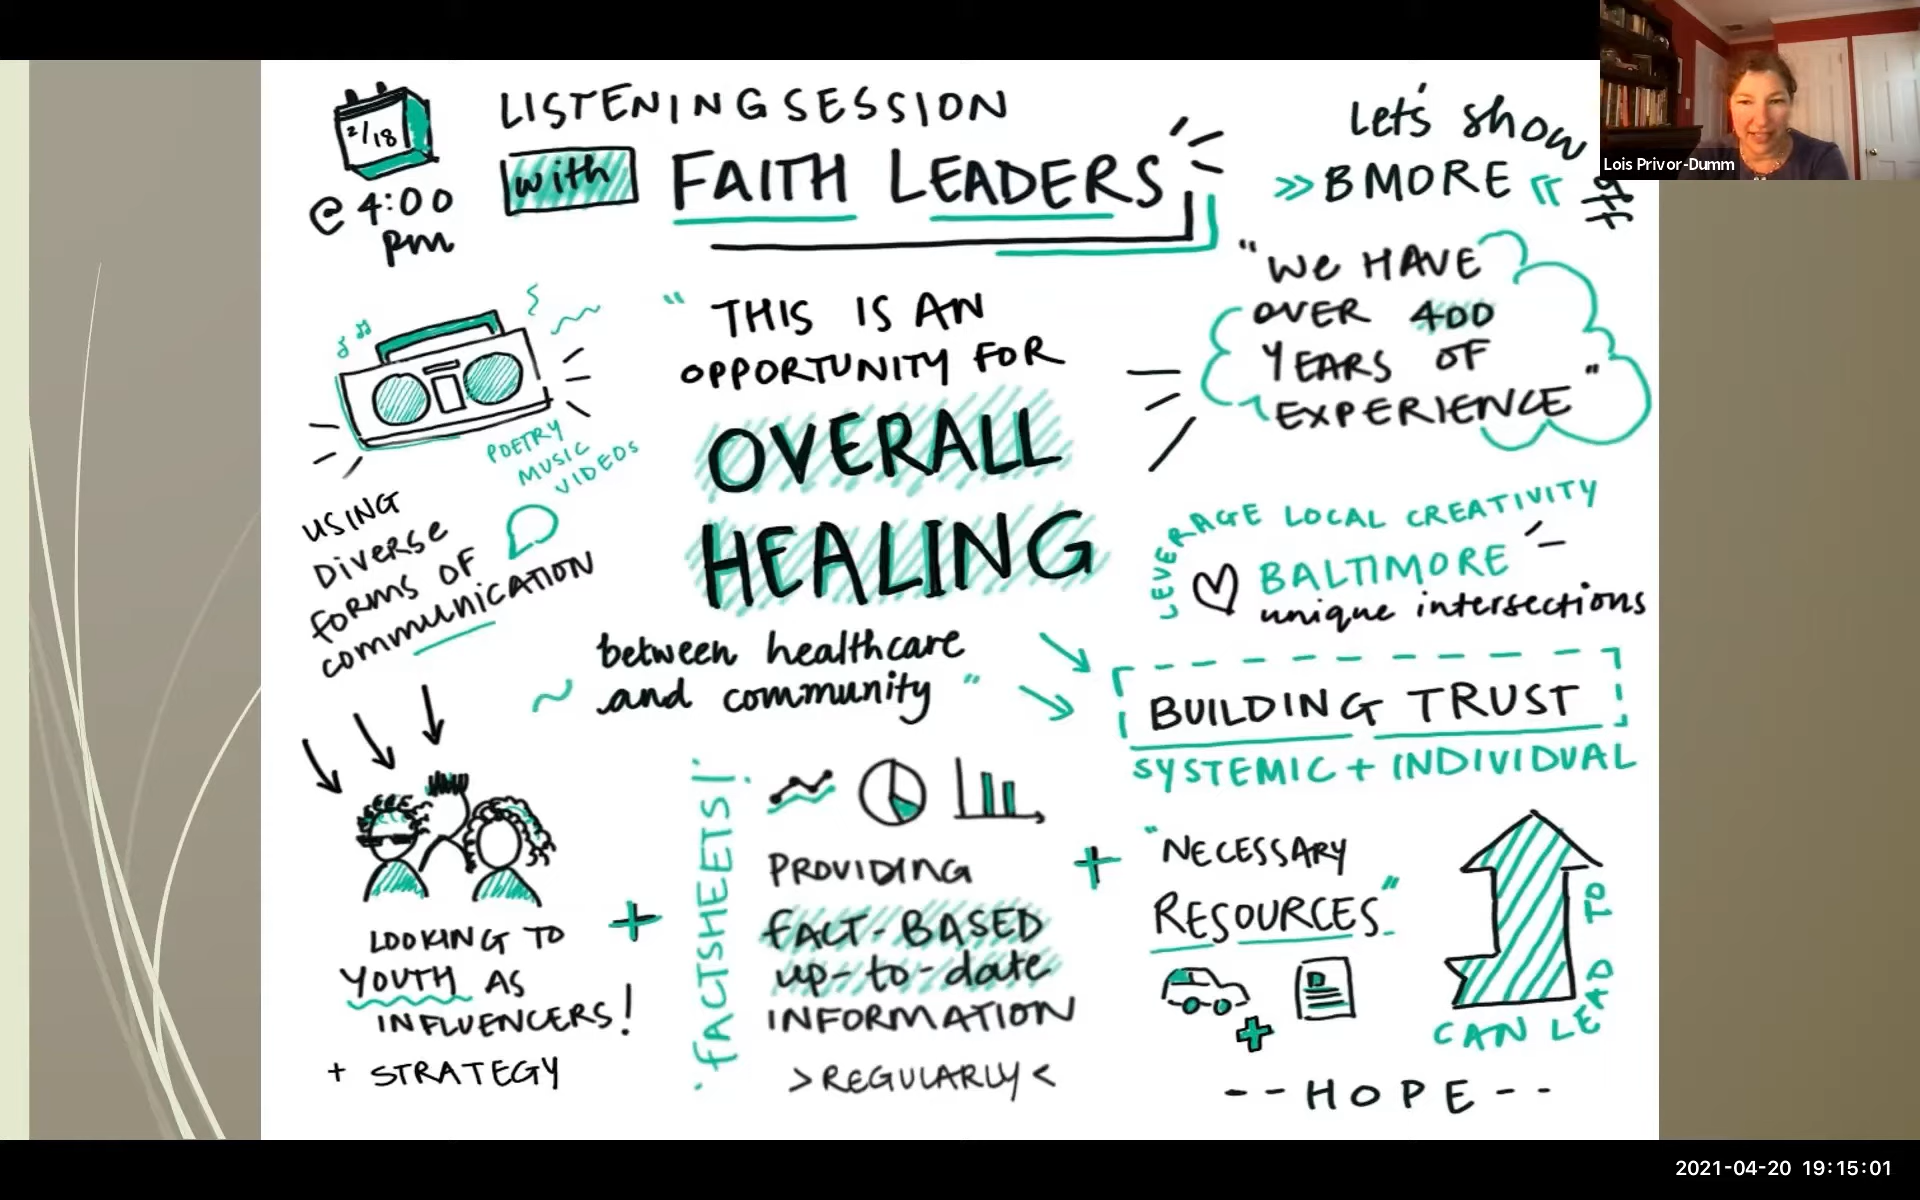 2/18
@ 4:00
pm
LISTENING SESSION
with FAITH LEADERS
Let's show
»BMORE«
off
Lois Privor-Dumm
"WE HAVE
OVER 400
YEARS OF
EXPERIENCE"
"THIS IS AN
OPPORTUNITY FOR
OVERALL
HEALING
between healthcare
~ and community"
POETRY
MUSIC
VIDEOS
USING
DIVERSE
FORMS OF
COMMUNICATION
LEVERAGE LOCAL CREATIVITY
BALTIMORE
unique intersections
BUILDING TRUST
SYSTEMIC + INDIVIDUAL
LOOKING TO
YOUTH AS
INFLUENCERS!
+ STRATEGY
+
FACTSHEETS!
PROVIDING
FACT-BASED
up-to-date
INFORMATION
>REGULARLY<
+
"NECESSARY
RESOURCES"
CAN LEAD TO
--HOPE--
2021-04-20 19:15:01